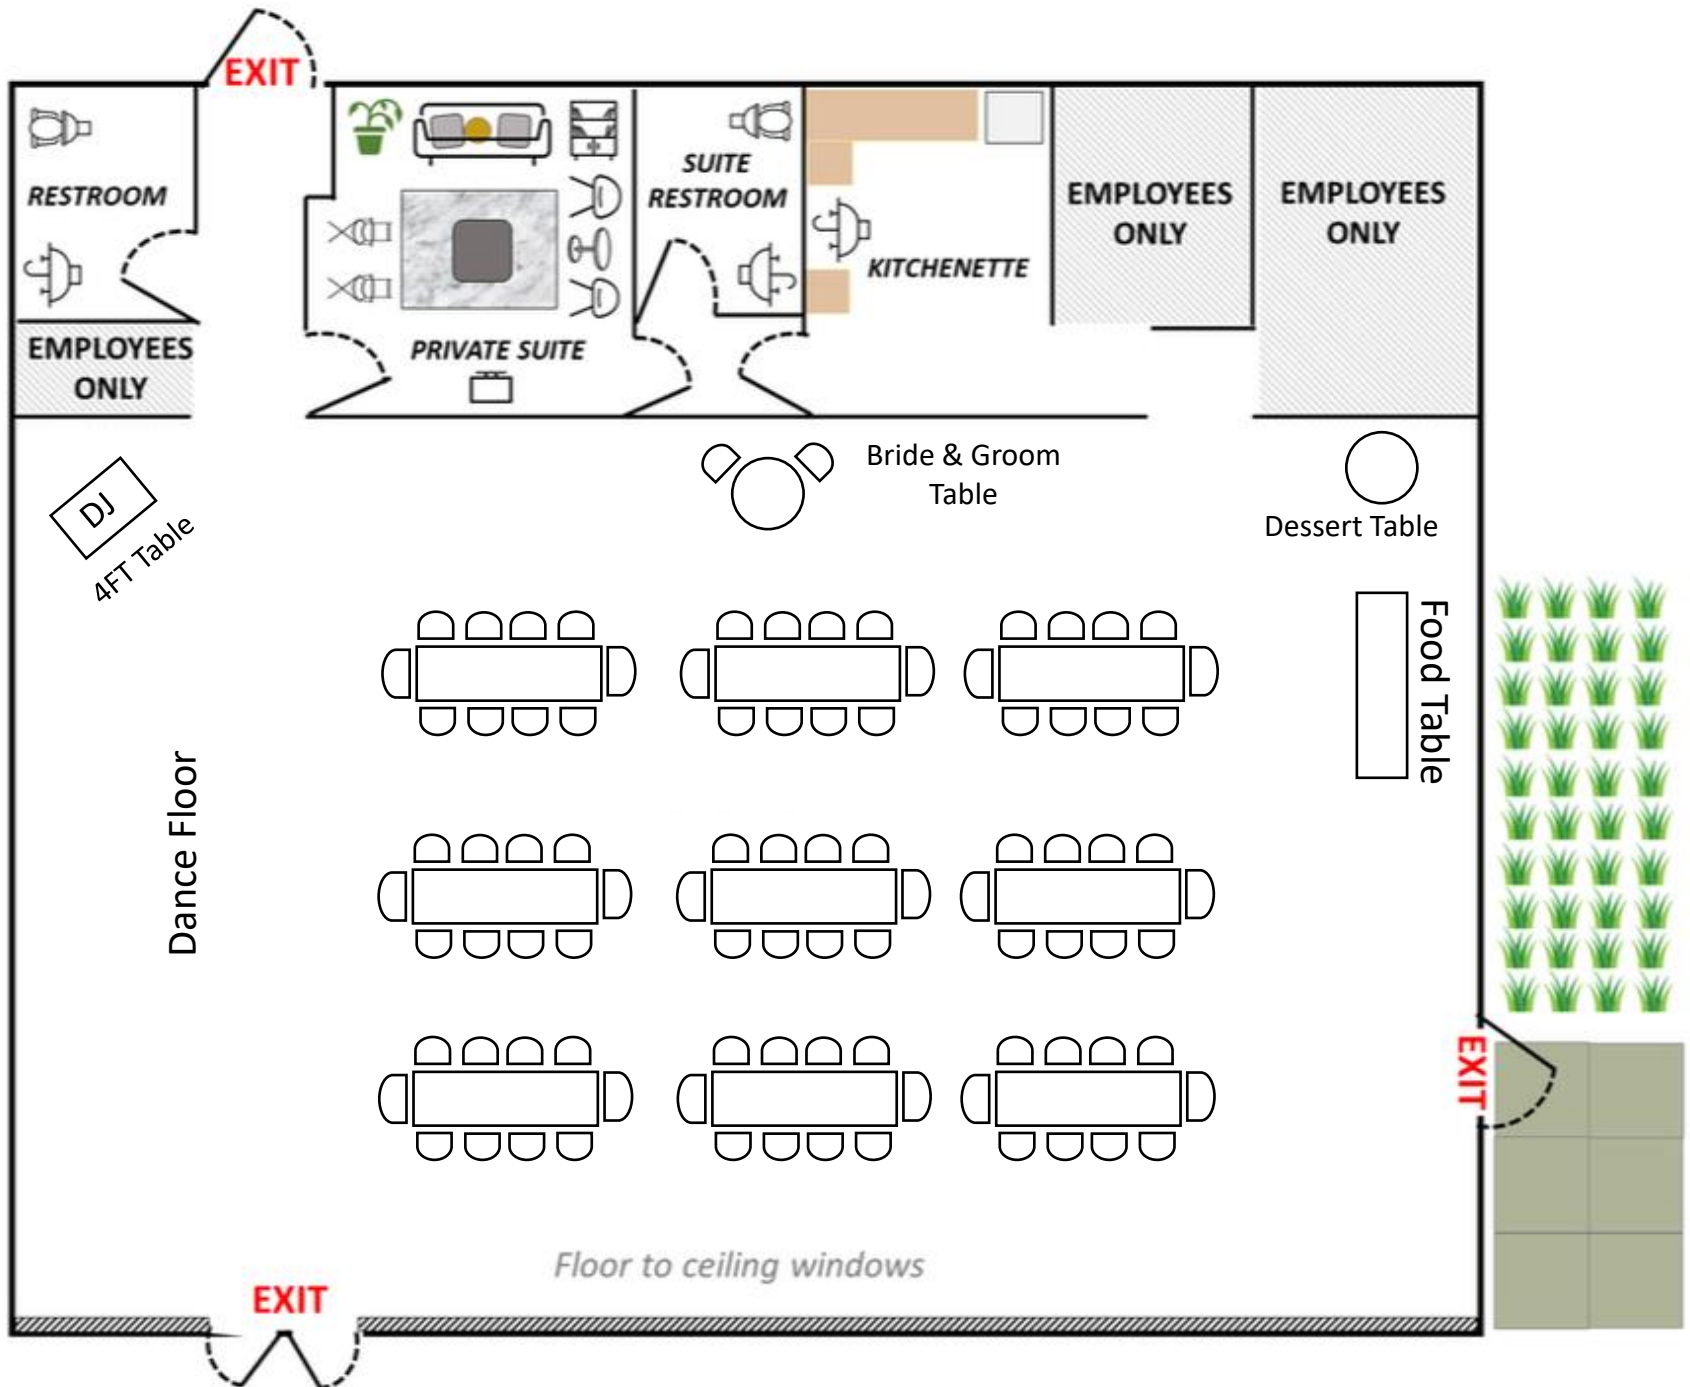 EXIT
RESTROOM
SUITE
RESTROOM
KITCHENETTE
EMPLOYEES
ONLY
EMPLOYEES
ONLY
EMPLOYEES
ONLY
PRIVATE SUITE
DJ
4FT Table
Bride & Groom
Table
Dessert Table
Food Table
Dance Floor
EXIT
Floor to ceiling windows
EXIT